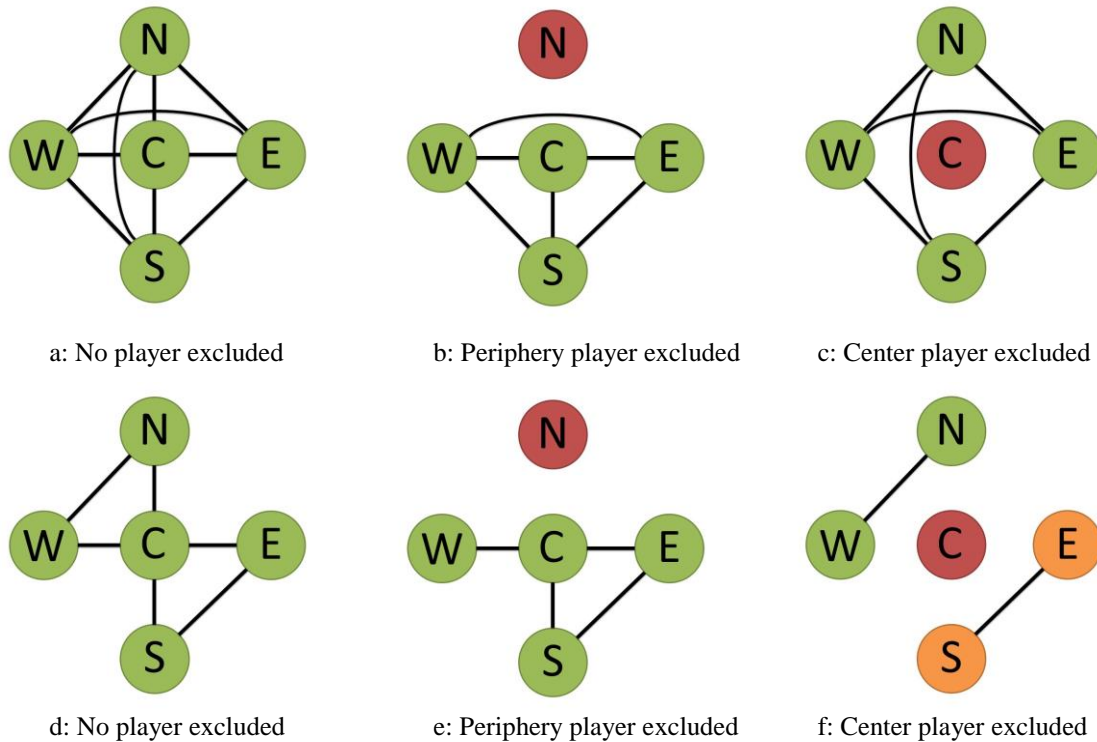 N
W C E
S
a: No player excluded
N
W C E
S
b: Periphery player excluded
N
W C E
S
c: Center player excluded
N
W C E
S
d: No player excluded
N
W C E
S
e: Periphery player excluded
N
W C E
S
f: Center player excluded